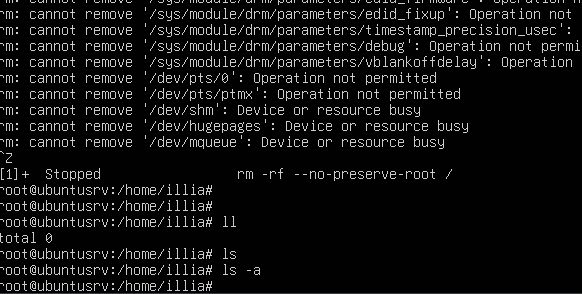 rm: cannot remove '/sys/module/drm/parameters/edid_firmware': Operation n
rm: cannot remove '/sys/module/drm/parameters/edid_fixup': Operation not
rm: cannot remove '/sys/module/drm/parameters/timestamp_precision_usec':
rm: cannot remove '/sys/module/drm/parameters/debug': Operation not permi
rm: cannot remove '/sys/module/drm/parameters/vblankoffdelay': Operation
rm: cannot remove '/dev/pts/0': Operation not permitted
rm: cannot remove '/dev/pts/ptmx': Operation not permitted
rm: cannot remove '/dev/shm': Device or resource busy
rm: cannot remove '/dev/hugepages': Device or resource busy
rm: cannot remove '/dev/mqueue': Device or resource busy
^Z
[1]+  Stopped                 rm -rf --no-preserve-root /
root@ubuntusrv:/home/illia#
root@ubuntusrv:/home/illia#
root@ubuntusrv:/home/illia# ll
total 0
root@ubuntusrv:/home/illia# ls
root@ubuntusrv:/home/illia# ls -a
root@ubuntusrv:/home/illia#